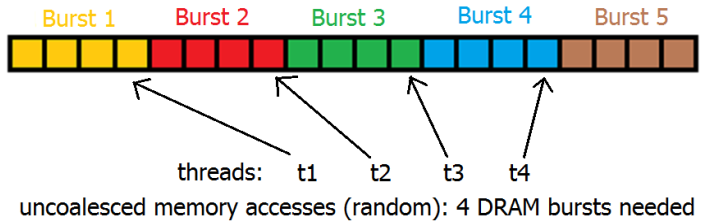 Burst 1 Burst 2 Burst 3 Burst 4 Burst 5
threads: t1 t2 t3 t4
uncoalesced memory accesses (random): 4 DRAM bursts needed